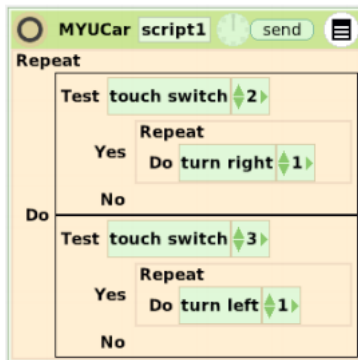 MYUCar script1 send
Repeat
Test touch switch 2
Repeat
Yes
Do turn right 1
No
Do
Test touch switch 3
Repeat
Yes
Do turn left 1
No